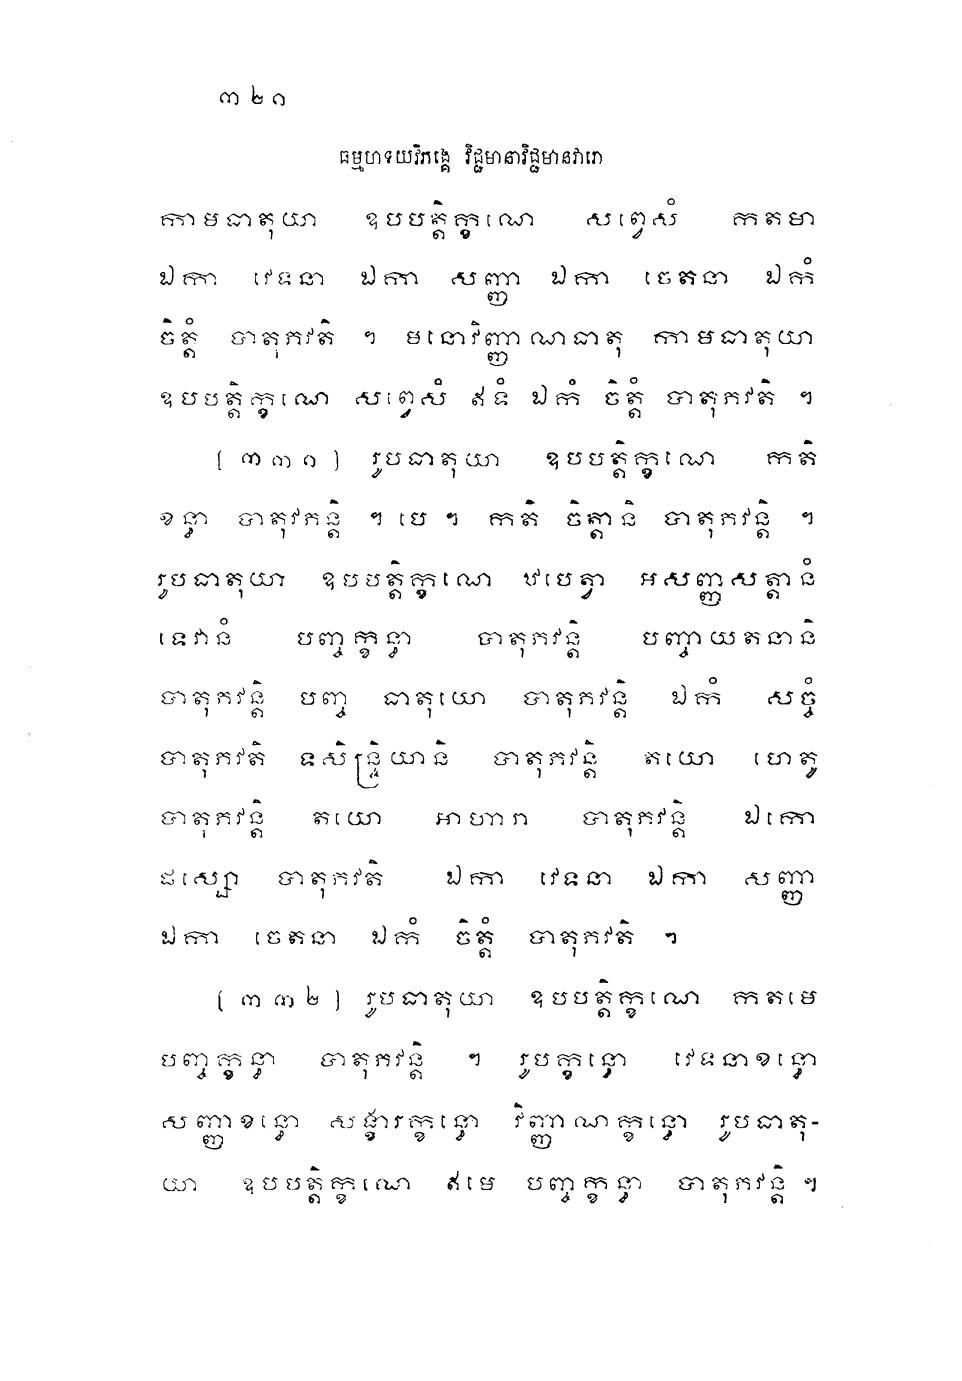 ៣២១
ធម្មហទយវិភង្គេ វិជ្ជមានាវិជ្ជមានវារោ
កាមធាតុយា ឧបបត្តិក្ខណេ សព្វេសំ កតមា
ឯកា វេទនា ឯកា សញ្ញា ឯកា ចេតនា ឯកំ
ចិត្តំ បាតុភវតិ ។ មនោវិញ្ញាណធាតុ កាមធាតុយា
ឧបបត្តិក្ខណេ សព្វេសំ ឥទំ ឯកំ ចិត្តំ បាតុភវតិ ។
(៣៣១) រូបធាតុយា ឧបបត្តិក្ខណេ កតិ
ខន្ធា បាតុវភន្តិ ។ បេ ។ កតិ ចិត្តានិ បាតុភវន្តិ ។
រូបធាតុយា ឧបបត្តិក្ខណេ ឋបេត្វា អសញ្ញសត្តានំ
ទេវានំ បញ្ចក្ខន្ធា បាតុភវន្តិ បញ្ចាយតនានិ
បាតុភវន្តិ បញ្ច ធាតុយោ បាតុភវន្តិ ឯកំ សច្ចំ
បាតុភវតិ ទសិន្ទ្រិយានិ បាតុភវន្តិ តយោ ហេតូ
បាតុភវន្តិ តយោ អាហារា បាតុភវន្តិ ឯកោ
ផស្សោ បាតុភវតិ ឯកា វេទនា ឯកា សញ្ញា
ឯកា ចេតនា ឯកំ ចិត្តំ បាតុភវតិ ។
(៣៣២) រូបធាតុយា ឧបបត្តិក្ខណេ កតមេ
បញ្ចក្ខន្ធា បាតុភវន្តិ ។ រូបក្ខន្ធោ វេទនាខន្ធោ
សញ្ញាខន្ធោ សង្ខារក្ខន្ធោ វិញ្ញាណក្ខន្ធោ រូបធាតុ-
យា ឧបបត្តិក្ខណេ ឥមេ បញ្ចក្ខន្ធា បាតុភវន្តិ ។